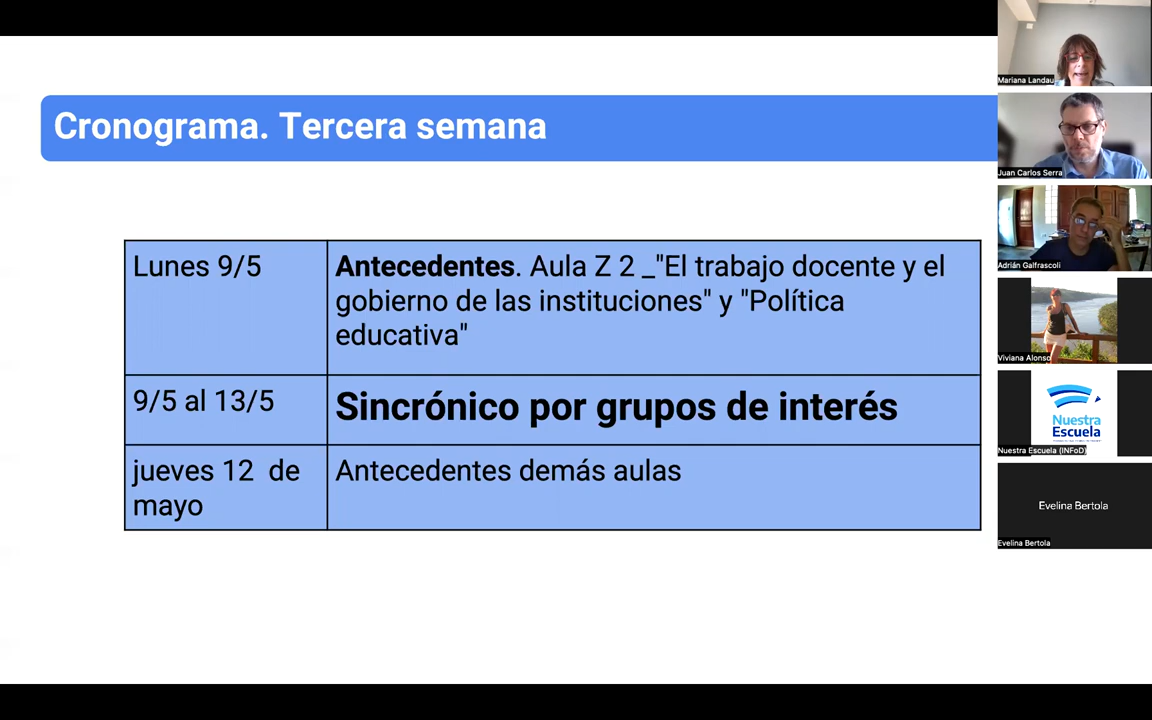 Cronograma. Tercera semana
Lunes 9/5
Antecedentes. Aula Z 2 _"El trabajo docente y el
gobierno de las instituciones" y "Política
educativa"
9/5 al 13/5
Sincrónico por grupos de interés
jueves 12 de
mayo
Antecedentes demás aulas
Mariana Landau
Juan Carlos Serra
Adrián Galfrascoli
Viviana Alonso
Nuestra
Escuela
Nuestra Escuela (INFoD)
Evelina Bertola
Evelina Bertola